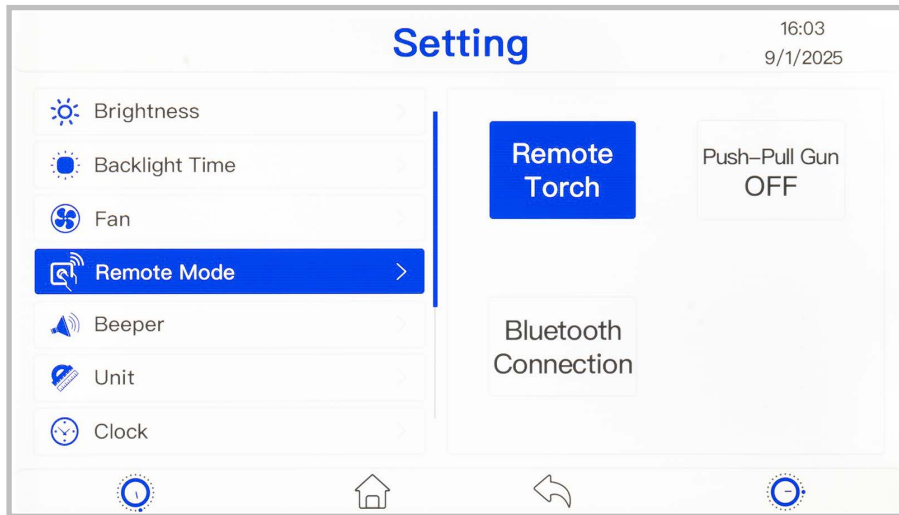 Setting
16:03
9/1/2025
Brightness
Backlight Time
Fan
Remote Mode
Beeper
Unit
Clock
Remote
Torch
Push-Pull Gun
OFF
Bluetooth
Connection